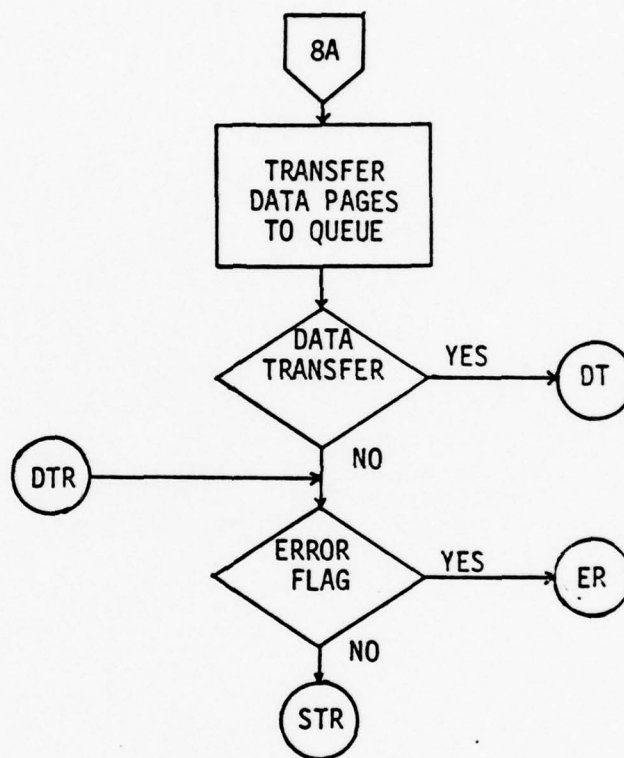 8A
TRANSFER
DATA PAGES
TO QUEUE
DATA
TRANSFER
YES
DT
NO
DTR
ERROR
FLAG
YES
ER
NO
STR